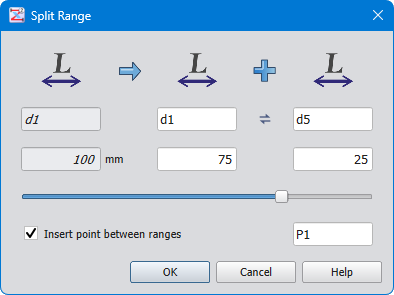 Split Range
L L L
d1 d1 d5
100 mm 75 25
Insert point between ranges P1
OK Cancel Help